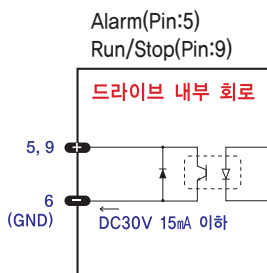 Alarm(Pin:5)
Run/Stop(Pin:9)
드라이브 내부 회로
5, 9
+
6
−
(GND)
DC30V 15㎃ 이하